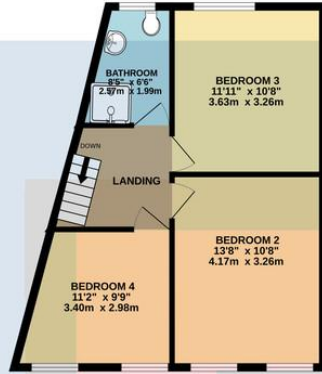 BATHROOM
8'5" x 6'6"
2.57m x 1.99m
BEDROOM 3
11'11" x 10'8"
3.63m x 3.26m
DOWN
LANDING
BEDROOM 2
13'8" x 10'8"
4.17m x 3.26m
BEDROOM 4
11'2" x 9'9"
3.40m x 2.98m